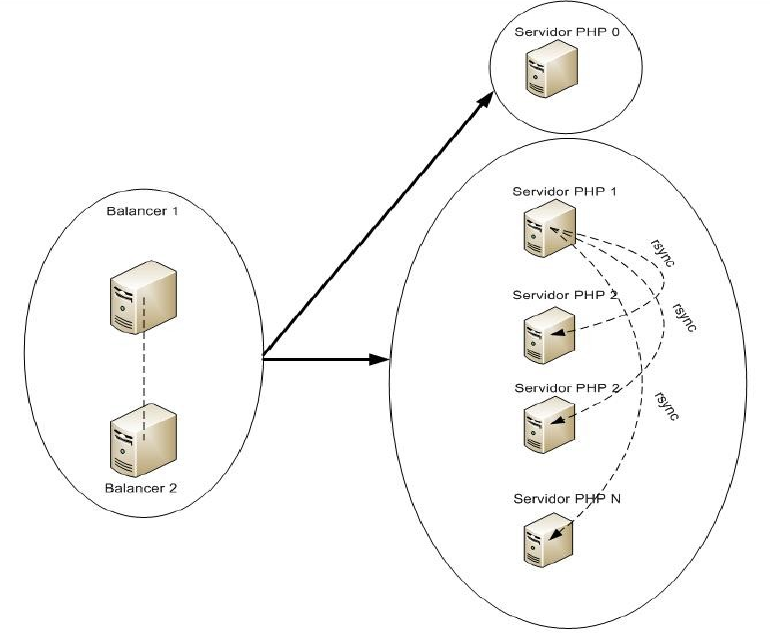 Servidor PHP 0
Balancer 1
Balancer 2
Servidor PHP 1
rsync
Servidor PHP 2
rsync
Servidor PHP 2
rsync
Servidor PHP N